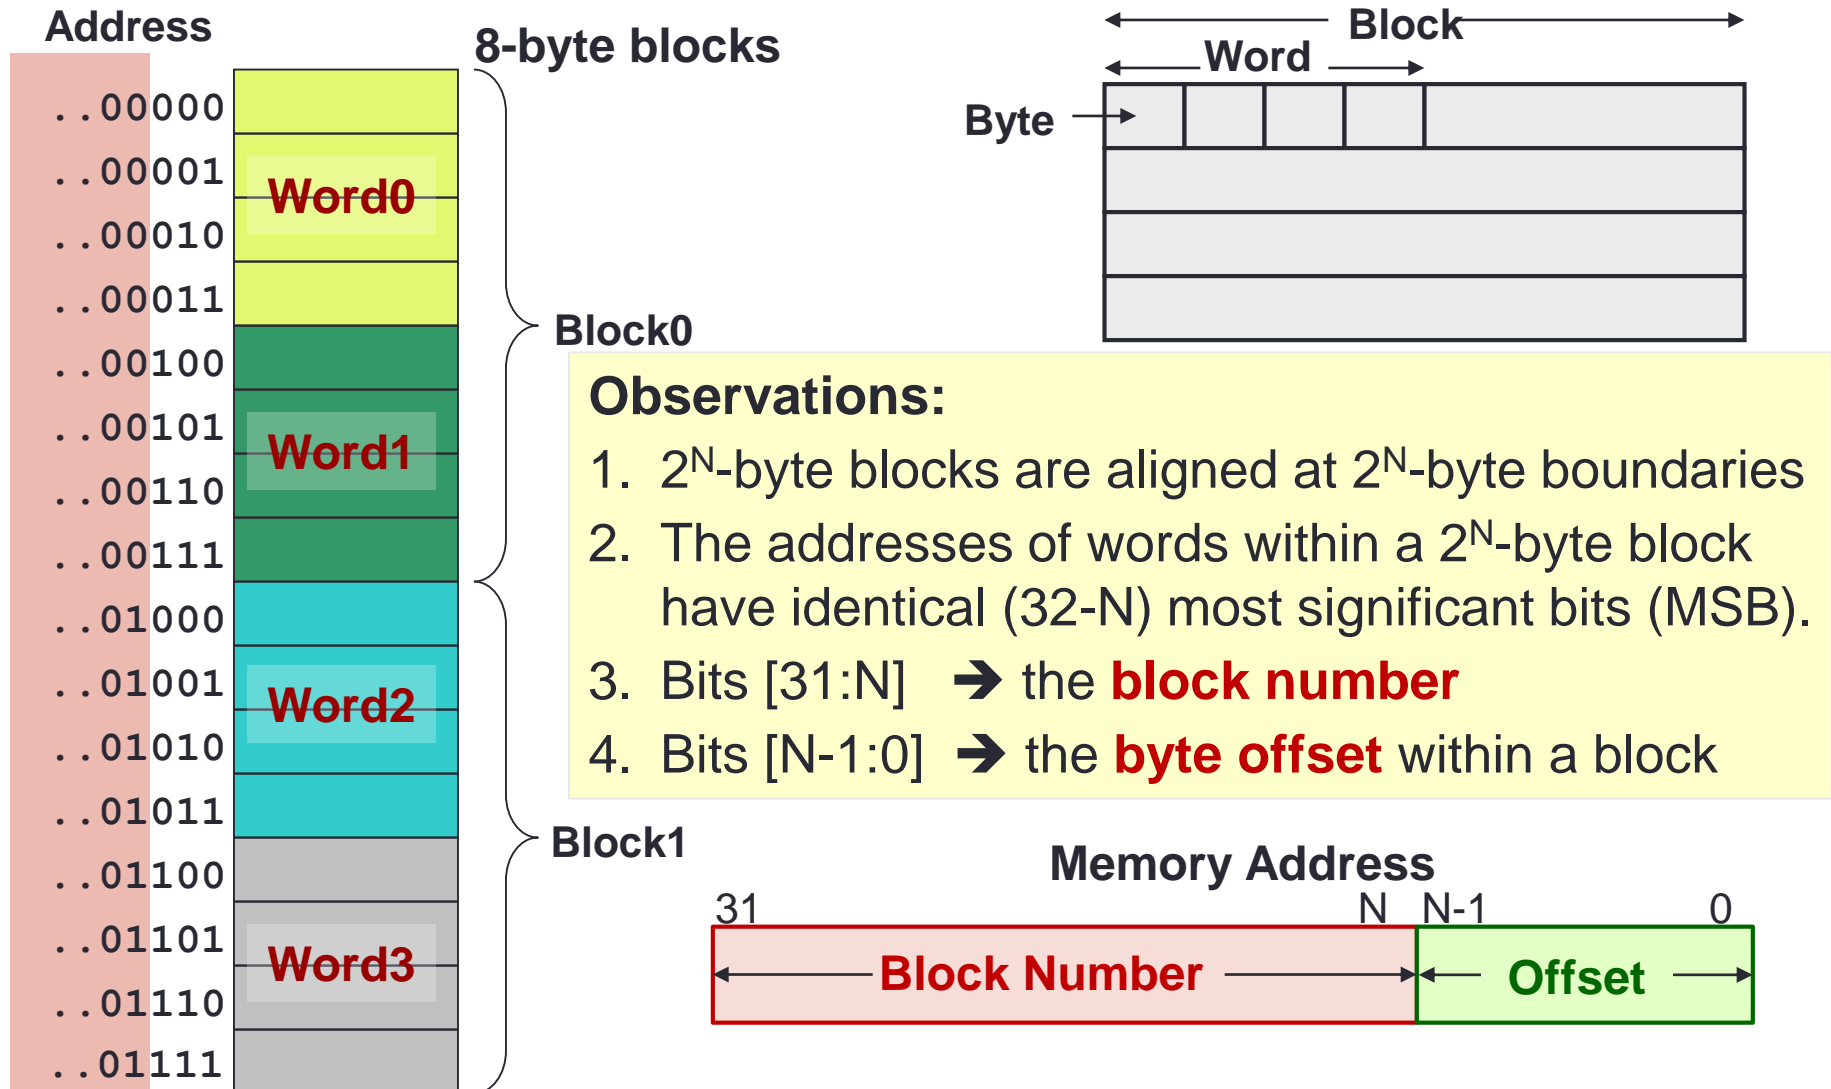 Address
8-byte blocks
..00000
..00001
..00010
..00011
..00100
..00101
..00110
..00111
..01000
..01001
..01010
..01011
..01100
..01101
..01110
..01111
Word0
Word1
Word2
Word3
Block0
Block1
Block
Word
Byte
Observations:
1. 2ᴺ-byte blocks are aligned at 2ᴺ-byte boundaries
2. The addresses of words within a 2ᴺ-byte block
have identical (32-N) most significant bits (MSB).
3. Bits [31:N] ➔ the block number
4. Bits [N-1:0] ➔ the byte offset within a block
Memory Address
31 N N-1 0
Block Number Offset